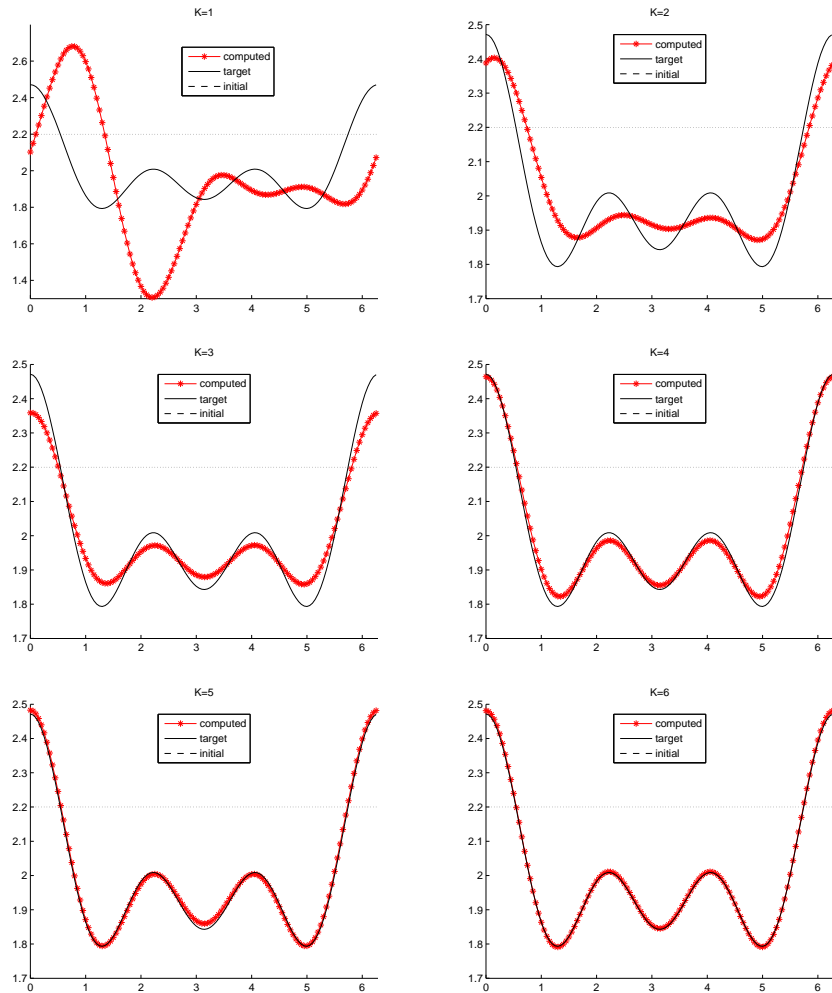 K=1
computed
target
initial
2.6
2.4
2.2
2
1.8
1.6
1.4
0 1 2 3 4 5 6
K=2
computed
target
initial
2.5
2.4
2.3
2.2
2.1
2
1.9
1.8
1.7
0 1 2 3 4 5 6
K=3
computed
target
initial
2.5
2.4
2.3
2.2
2.1
2
1.9
1.8
1.7
0 1 2 3 4 5 6
K=4
computed
target
initial
2.5
2.4
2.3
2.2
2.1
2
1.9
1.8
1.7
0 1 2 3 4 5 6
K=5
computed
target
initial
2.5
2.4
2.3
2.2
2.1
2
1.9
1.8
1.7
0 1 2 3 4 5 6
K=6
computed
target
initial
2.5
2.4
2.3
2.2
2.1
2
1.9
1.8
1.7
0 1 2 3 4 5 6